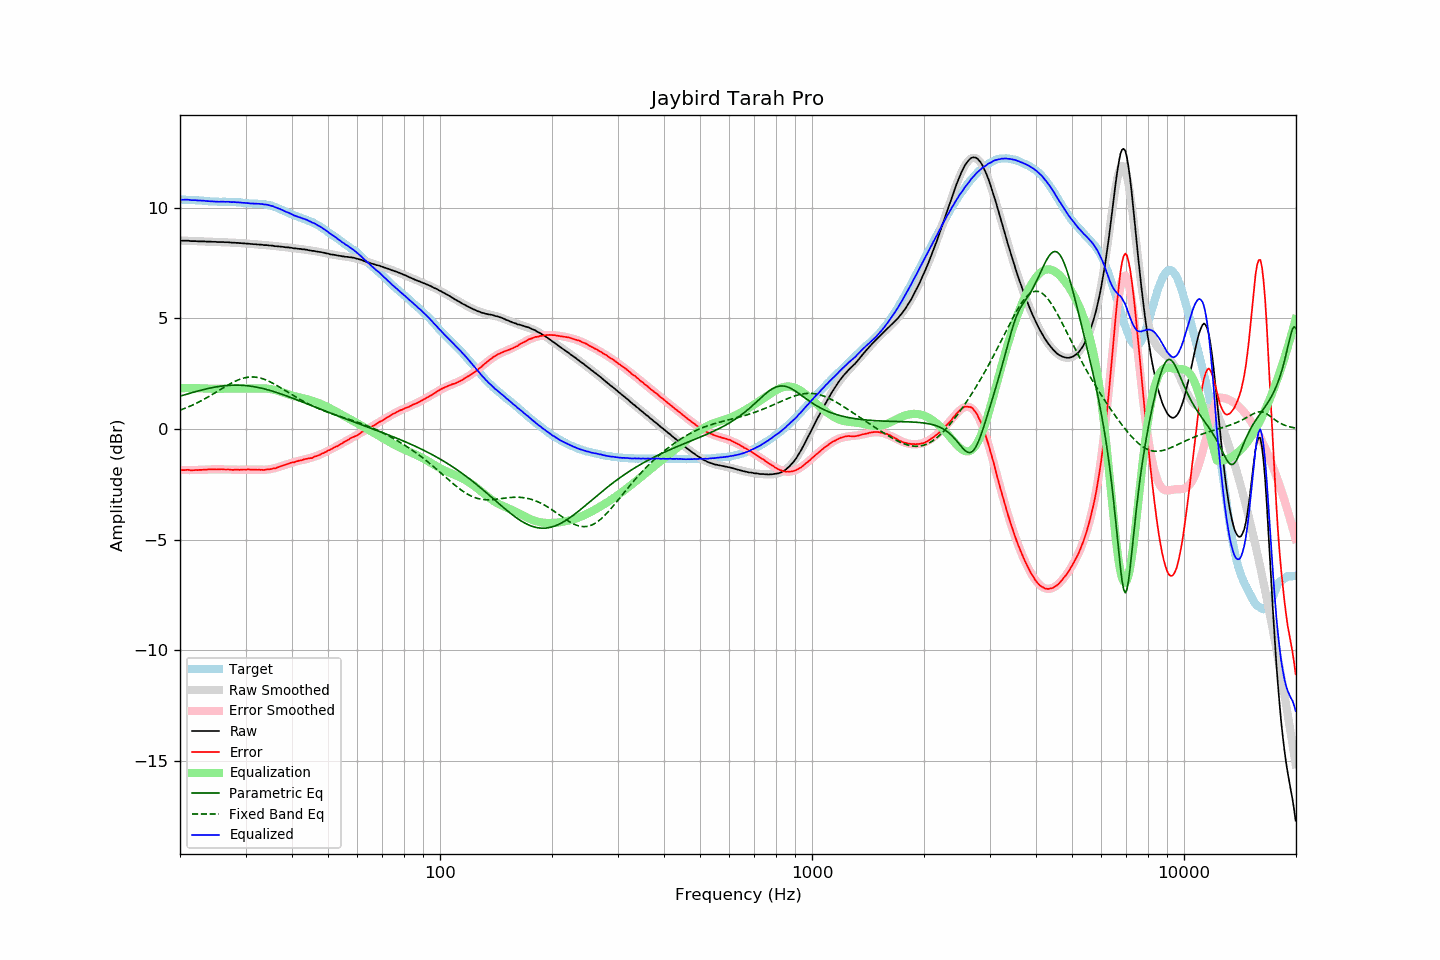 Jaybird Tarah Pro
Amplitude (dBr)
10
5
0
−5
−10
−15
100
1000
10000
Frequency (Hz)
Target
Raw Smoothed
Error Smoothed
Raw
Error
Equalization
Parametric Eq
Fixed Band Eq
Equalized